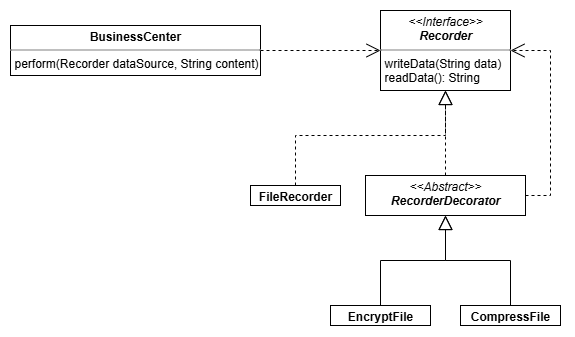 BusinessCenter
perform(Recorder dataSource, String content)
<<Interface>>
Recorder
writeData(String data)
readData(): String
FileRecorder
<<Abstract>>
RecorderDecorator
EncryptFile
CompressFile